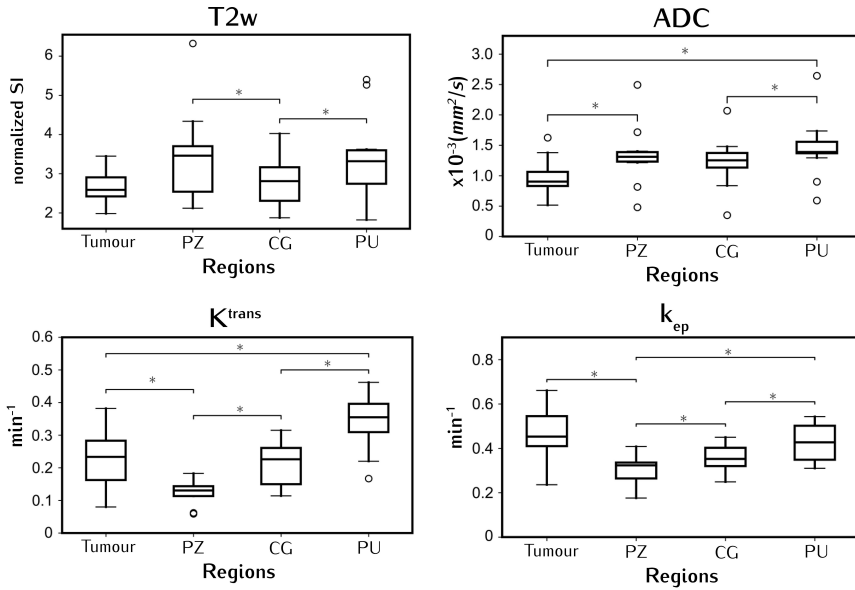 T2w
normalized SI
6
5
4
3
2
*
*
Tumour PZ CG PU
Regions
ADC
x10⁻³(mm²/s)
3.0
2.5
2.0
1.5
1.0
0.5
0
*
*
*
Tumour PZ CG PU
Regions
K^trans
min⁻¹
0.6
0.5
0.4
0.3
0.2
0.1
0
*
*
*
*
Tumour PZ CG PU
Regions
k_ep
min⁻¹
0.8
0.6
0.4
0.2
0
*
*
*
*
Tumour PZ CG PU
Regions